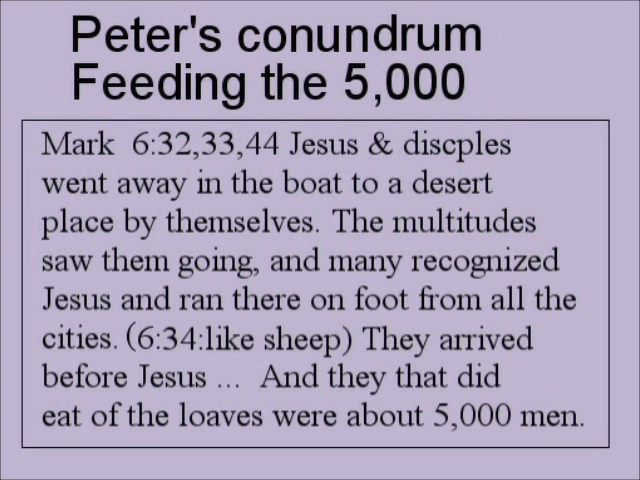 Peter's conundrum
Feeding the 5,000
Mark 6:32,33,44 Jesus & discples
went away in the boat to a desert
place by themselves. The multitudes
saw them going, and many recognized
Jesus and ran there on foot from all the
cities. (6:34:like sheep) They arrived
before Jesus ... And they that did
eat of the loaves were about 5,000 men.